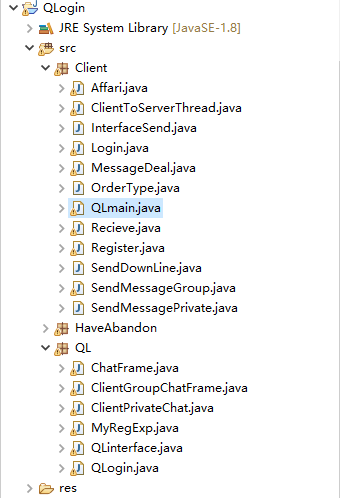 QLogin
JRE System Library [JavaSE-1.8]
src
Client
Affari.java
ClientToServerThread.java
InterfaceSend.java
Login.java
MessageDeal.java
OrderType.java
QLmain.java
Recieve.java
Register.java
SendDownLine.java
SendMessageGroup.java
SendMessagePrivate.java
HaveAbandon
QL
ChatFrame.java
ClientGroupChatFrame.java
ClientPrivateChat.java
MyRegExp.java
QLinterface.java
QLogin.java
res